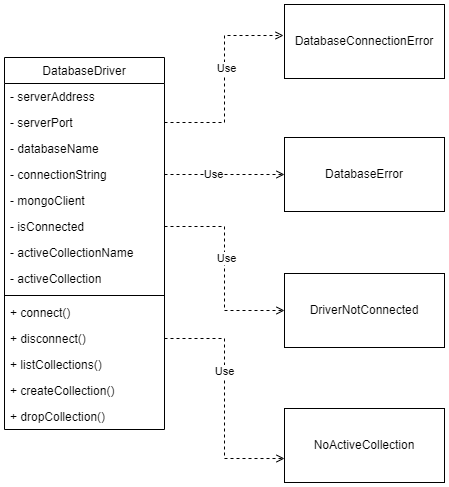 DatabaseDriver
- serverAddress
- serverPort
- databaseName
- connectionString
- mongoClient
- isConnected
- activeCollectionName
- activeCollection
+ connect()
+ disconnect()
+ listCollections()
+ createCollection()
+ dropCollection()
Use
DatabaseConnectionError
Use
DatabaseError
Use
DriverNotConnected
Use
NoActiveCollection